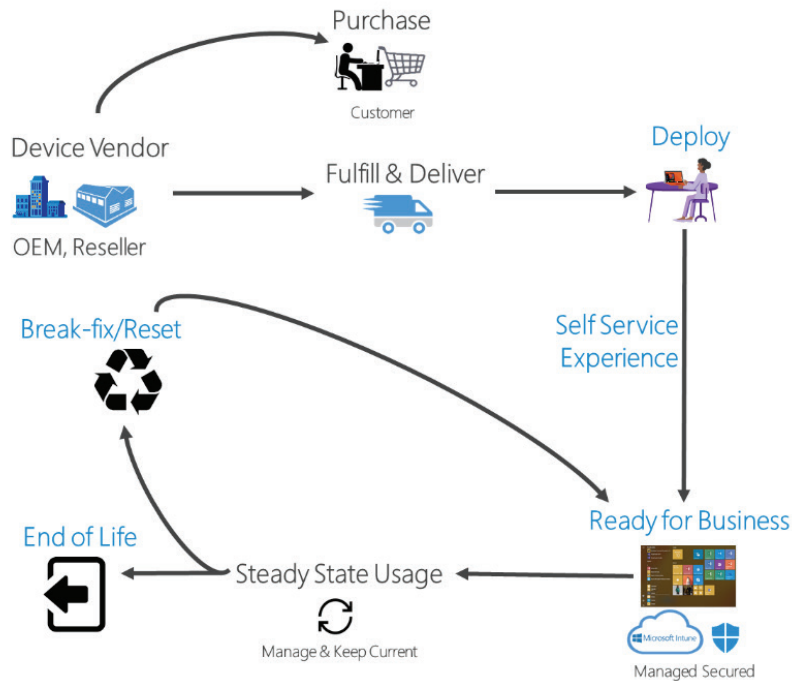 Purchase
Customer
Device Vendor
OEM, Reseller
Fulfill & Deliver
Deploy
Self Service
Experience
Break-fix/Reset
Ready for Business
Microsoft Intune
Managed Secured
Steady State Usage
Manage & Keep Current
End of Life